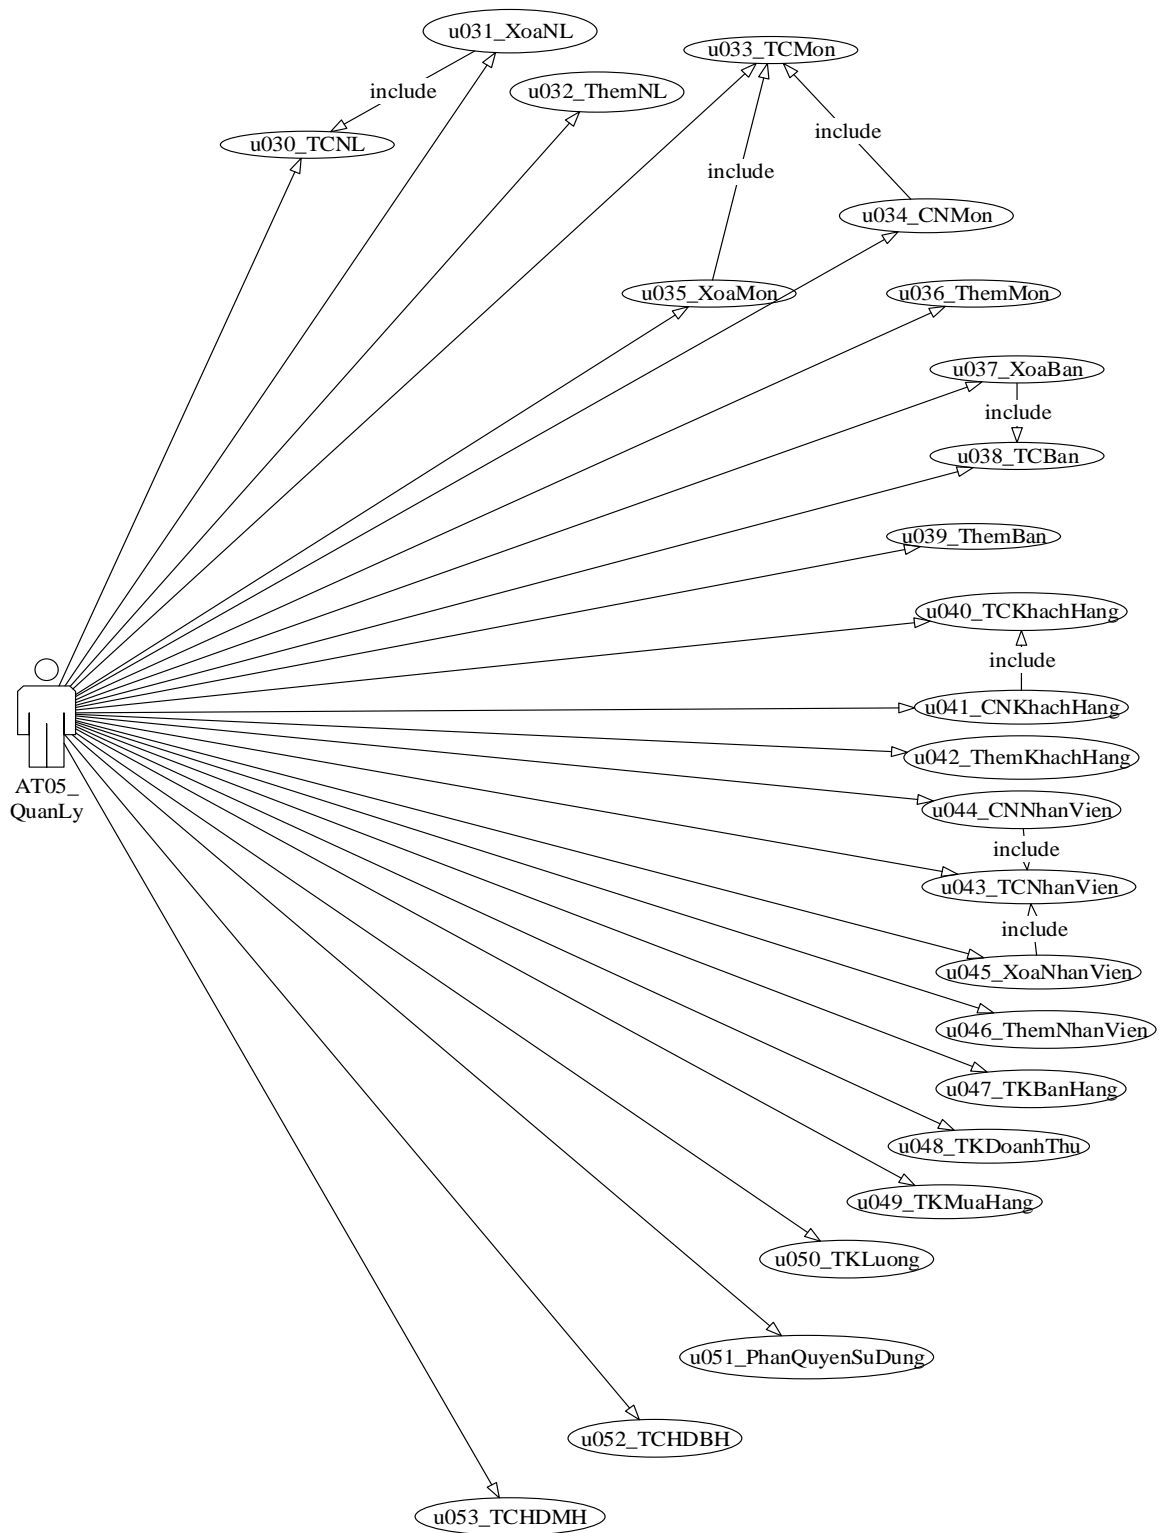 u031_XoaNL
u033_TCMon
include
u032_ThemNL
include
u030_TCNL
include
u034_CNMon
u035_XoaMon
u036_ThemMon
u037_XoaBan
include
u038_TCBan
u039_ThemBan
u040_TCKhachHang
include
u041_CNKhachHang
u042_ThemKhachHang
AT05_
QuanLy
u044_CNNhanVien
include
u043_TCNhanVien
include
u045_XoaNhanVien
u046_ThemNhanVien
u047_TKBanHang
u048_TKDoanhThu
u049_TKMuaHang
u050_TKLuong
u051_PhanQuyenSuDung
u052_TCHDBH
u053_TCHDMH